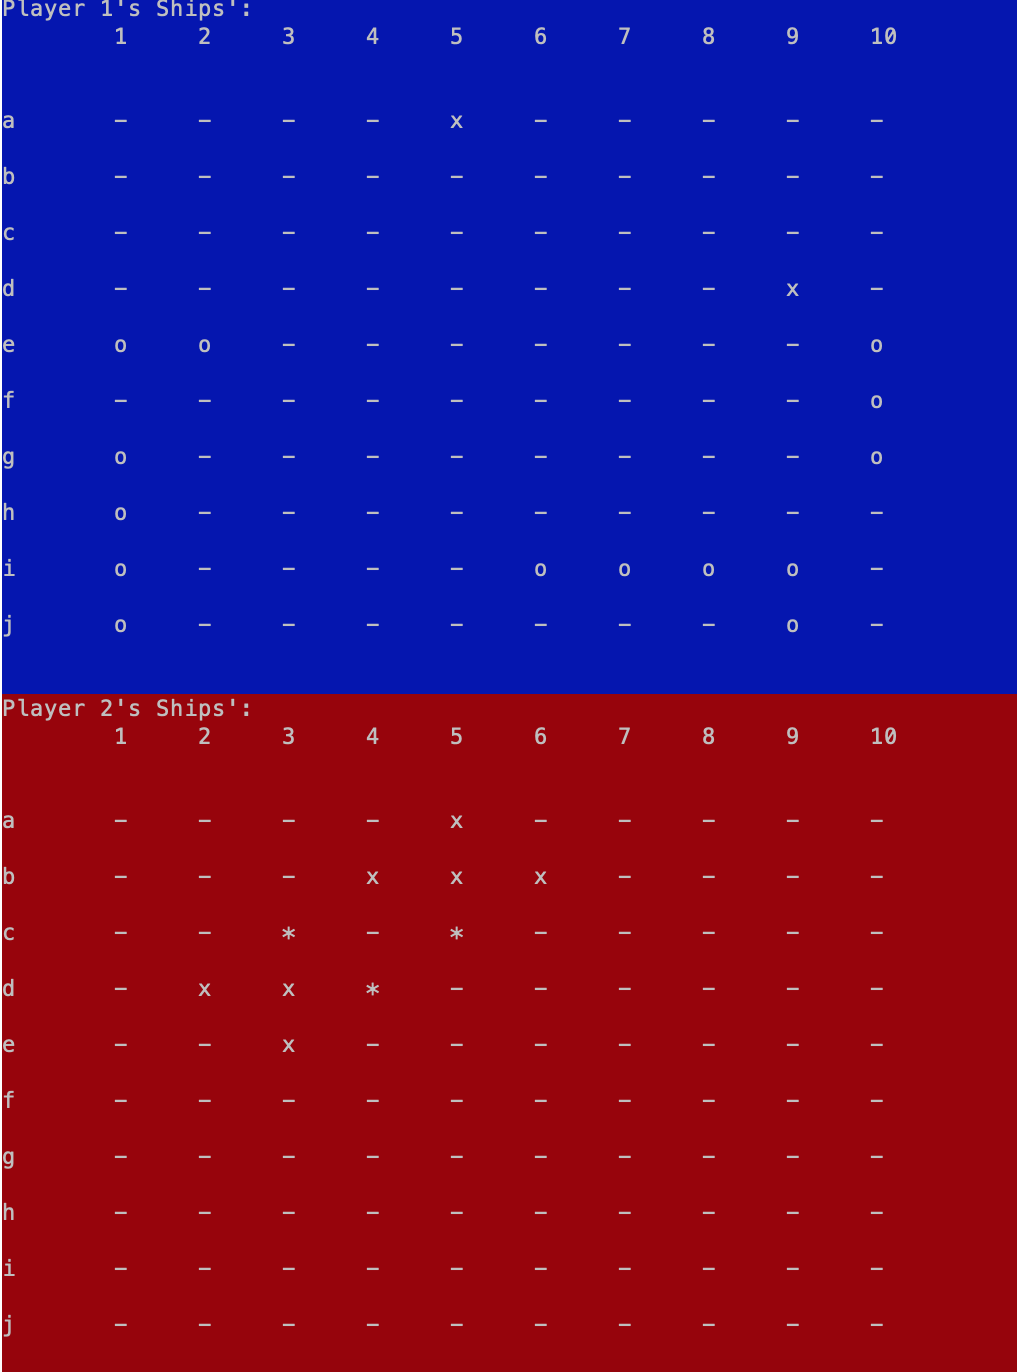 Player 1's Ships':
1 2 3 4 5 6 7 8 9 10
a – – – – x – – – – –
b – – – – – – – – – –
c – – – – – – – – – –
d – – – – – – – – x –
e o o – – – – – – – o
f – – – – – – – – – o
g o – – – – – – – – o
h o – – – – – – – – –
i o – – – – o o o o –
j o – – – – – – – o –
Player 2's Ships':
1 2 3 4 5 6 7 8 9 10
a – – – – x – – – – –
b – – – x x x – – – –
c – – * – * – – – – –
d – x x * – – – – – –
e – – x – – – – – – –
f – – – – – – – – – –
g – – – – – – – – – –
h – – – – – – – – – –
i – – – – – – – – – –
j – – – – – – – – – –